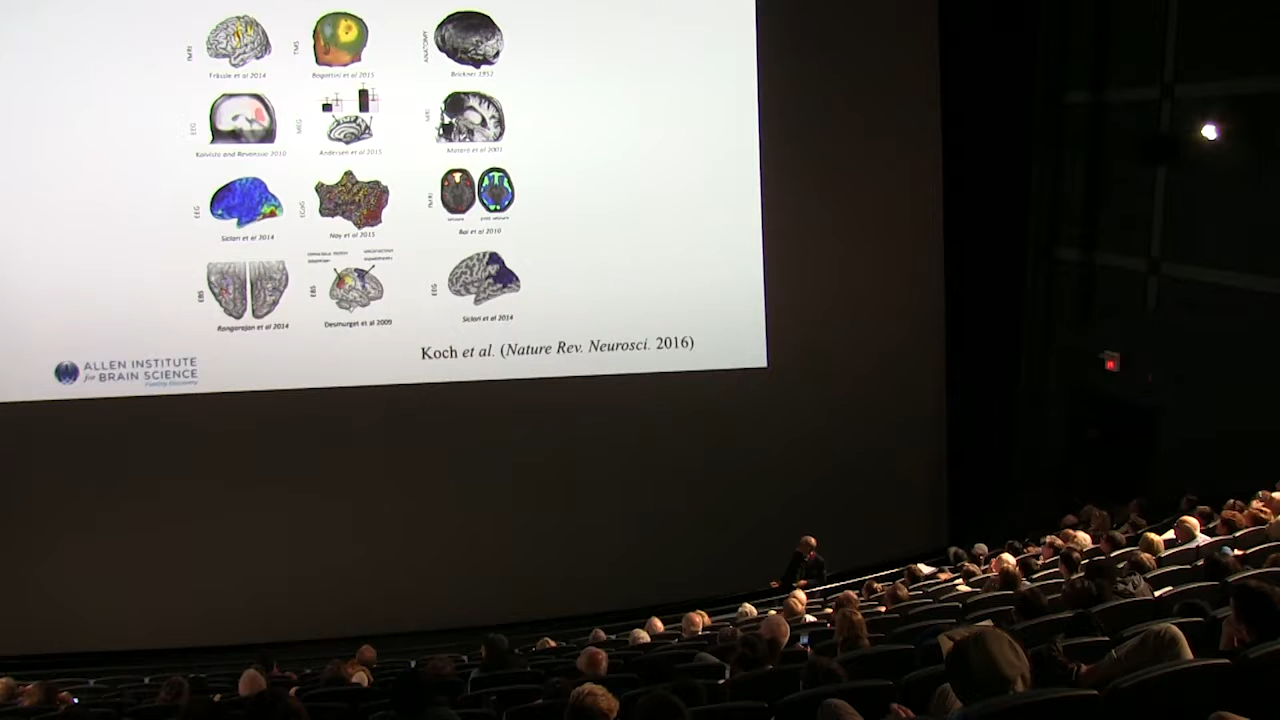 fMRI
TMS
ANATOMY
Frässle et al 2014
Bagattini et al 2015
Brickner 1952
EEG
MEG
MRI
Koivisto and Revonsuo 2010
Andersen et al 2015
Mataró et al 2001
EEG
ECoG
fMRI
Siclari et al 2014
Noy et al 2015
Bai et al 2010
EBS
EBS
EEG
Rangarajan et al 2014
Desmurget et al 2009
Siclari et al 2014
Koch et al. (Nature Rev. Neurosci. 2016)
ALLEN INSTITUTE
for BRAIN SCIENCE
Fueling Discovery